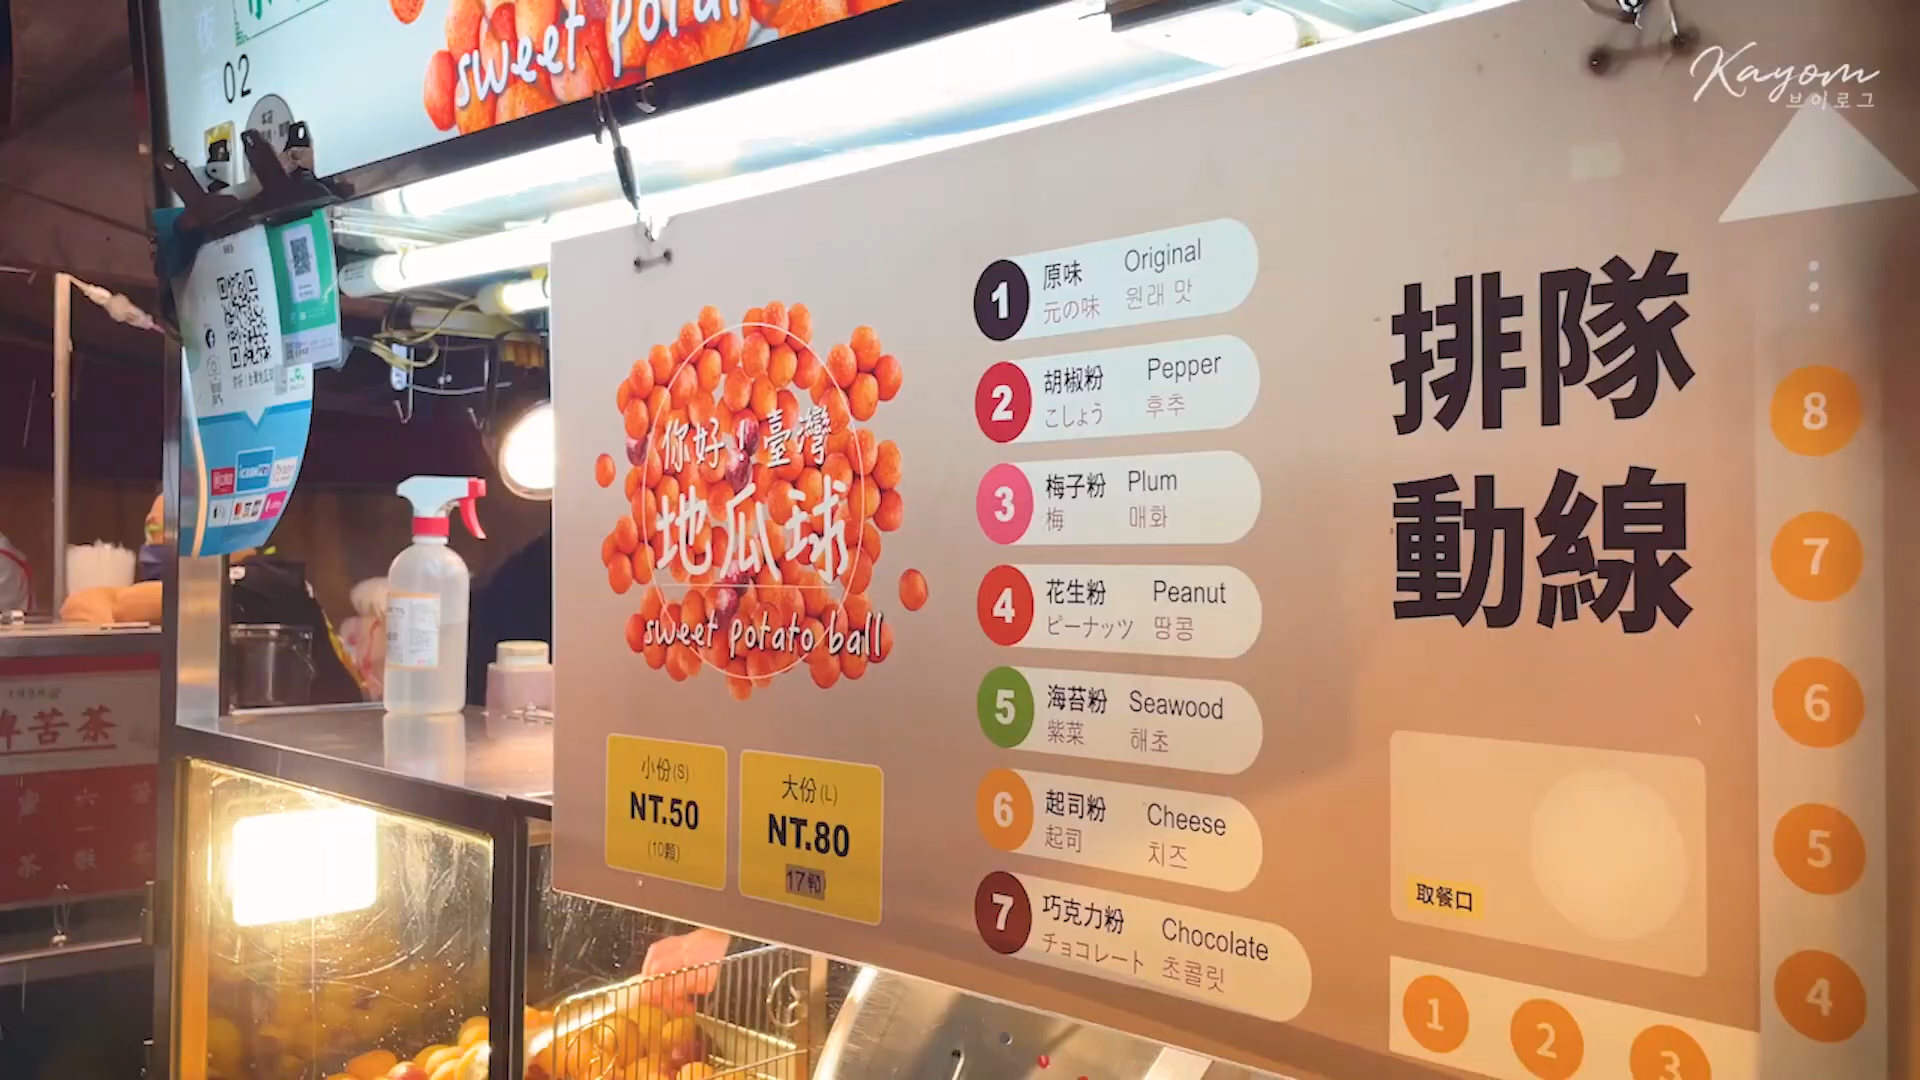 sweet
02
Kayom
브이로그
你好！臺灣
地瓜球
sweet potato ball
小份(S)
NT.50
(10顆)
大份(L)
NT.80
17顆
1
原味 Original
元の味 원래 맛
2
胡椒粉 Pepper
こしょう 후추
3
梅子粉 Plum
梅 매화
4
花生粉 Peanut
ピーナッツ 땅콩
5
海苔粉 Seawood
紫菜 해초
6
起司粉 Cheese
起司 치즈
7
巧克力粉 Chocolate
チョコレート 초콜릿
排隊
動線
取餐口
8
7
6
5
4
1
2
3
苦茶